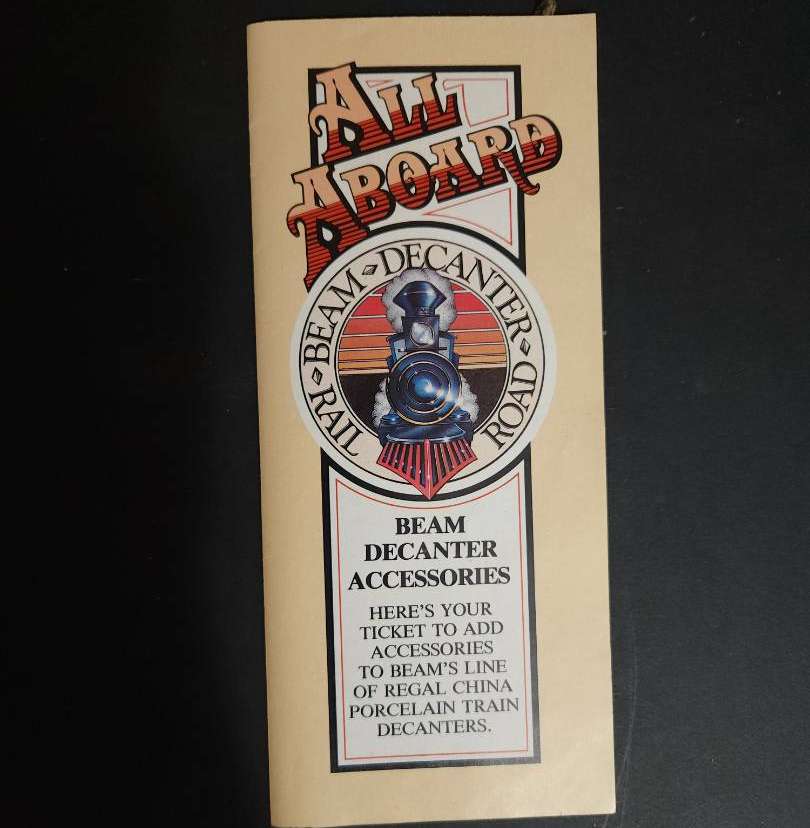 ALL
ABOARD
RAIL BEAM DECANTER ROAD
BEAM
DECANTER
ACCESSORIES
HERE'S YOUR
TICKET TO ADD
ACCESSORIES
TO BEAM'S LINE
OF REGAL CHINA
PORCELAIN TRAIN
DECANTERS.